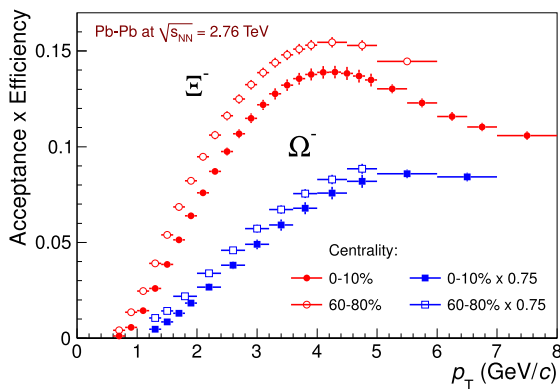 Pb-Pb at √sNN = 2.76 TeV
Ξ-
Ω-
Acceptance x Efficiency
0.15
0.1
0.05
0
Centrality:
0-10%
0-10% x 0.75
60-80%
60-80% x 0.75
0 1 2 3 4 5 6 7 8
pT (GeV/c)